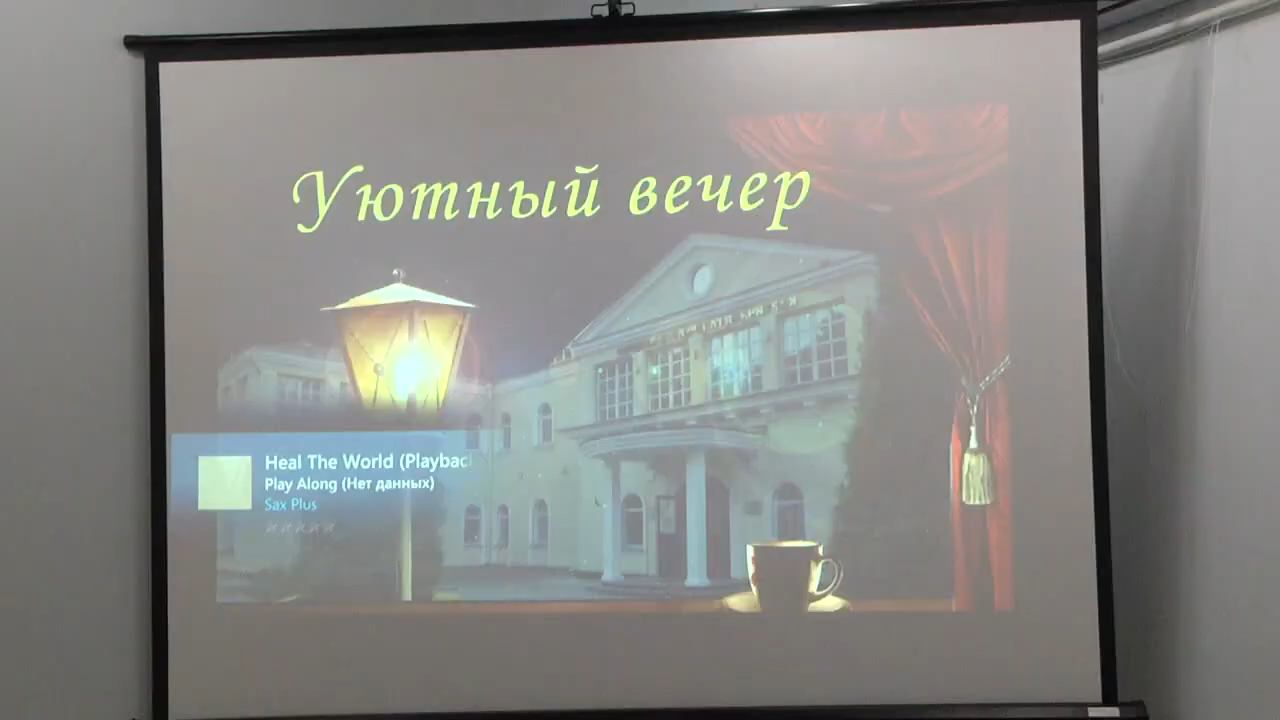 Уютный вечер
Heal The World (Playbac
Play Along (Нет данных)
Sax Plus